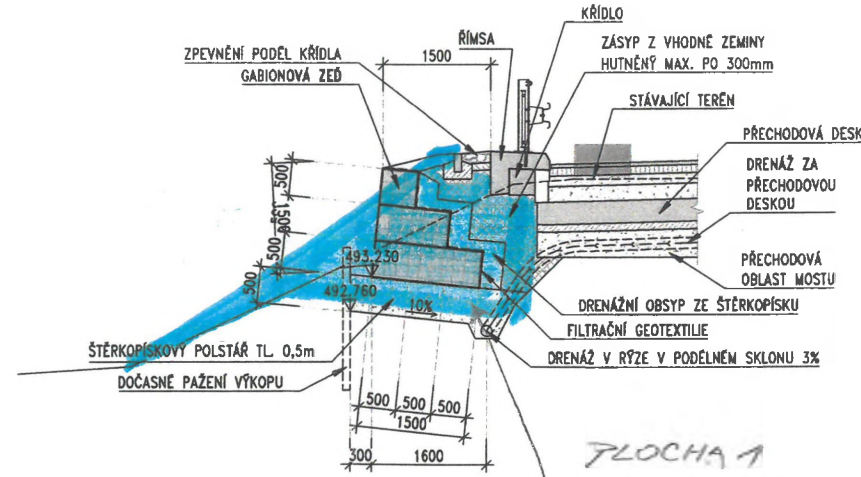 KŘÍDLO
ŘÍMSA
ZPEVNĚNÍ PODÉL KŘÍDLA
1500
ZÁSYP Z VHODNÉ ZEMINY
HUTNĚNÝ MAX. PO 300mm
GABIONOVÁ ZEĎ
STÁVAJÍCÍ TERÉN
PŘECHODOVÁ DESK
DRENÁŽ ZA
PŘECHODOVOU
DESKOU
500
1500
500
500
493.230
PŘECHODOVÁ
OBLAST MOSTU
492.760
10%
DRENÁŽNÍ OBSYP ZE ŠTĚRKOPÍSKU
FILTRAČNÍ GEOTEXTILIE
ŠTĚRKOPÍSKOVÝ POLSTÁŘ TL. 0,5m
DRENÁŽ V RÝZE V PODÉLNÉM SKLONU 3%
DOČASNÉ PAŽENÍ VÝKOPU
500 500 500
1500
300 1600
PLOCHA 1